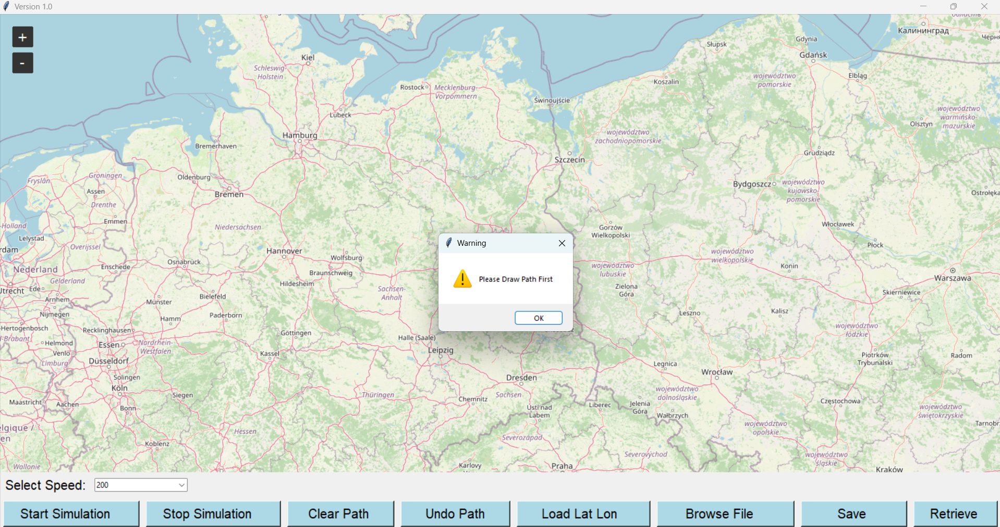 Version 1.0
+
-
Калининград
Gdynia
Черня
Słupsk
Gdańsk
Kiel
Schleswig-
Holstein
Elbląg
województwo
pomorskie
Koszalin
Rostock
Mecklenburg-
Vorpommern
Świnoujście
Lübeck
województwo
warmińsko-
mazurskie
Olsztyn
Hamburg
województwo
zachodniopomorskie
Bremerhaven
Grudziądz
Szczecin
Groningen
Oldenburg
Fryslân
Assen
Bremen
Bydgoszcz
województwo
kujawsko-
pomorskie
Ostrołęka
Drenthe
Emmen
-Holland
Niedersachsen
Gorzów
Wielkopolski
Włocławek
Lelystad
rdam
Overijssel
Płock
Warning
Hannover
Wolfsburg
województwo
wielkopolskie
Osnabrück
Enschede
Braunschweig
Nederland
województwo
lubuskie
Konin
Warszawa
Please Draw Path First
Gelderland
Hildesheim
Utrecht
Ede
Sachsen-
Anhalt
Zielona
Góra
Skierniewice
Arnhem
Münster
Bielefeld
Nijmegen
Hamm
Paderborn
Leszno
Kalisz
OK
-Hertogenbosch
d-Brabant
Recklinghausen
Göttingen
Halle (Saale)
województwo
łódzkie
Helmond
Essen
Nordrhein-
Westfalen
Venlo
Kassel
Leipzig
Limburg
Düsseldorf
Legnica
Piotrków
Trybunalski
Radom
Solingen
Dresden
Wrocław
Köln
Siegen
Thüringen
Sachsen
województwo
dolnośląskie
Maastricht
Aachen
Bonn
Chemnitz
Ústí nad
Labem
Liberec
Jelenia
Góra
Wałbrzych
Częstochowa
województwo
świętokrzyskie
Tarnobr
elgique /
en
Hessen
województwo
opolskie
Severozápad
Koblenz
Severovýchod
województwo
śląskie
Wallonie
Karlovy
Praha
Kraków
Select Speed: 200
Start Simulation
Stop Simulation
Clear Path
Undo Path
Load Lat Lon
Browse File
Save
Retrieve